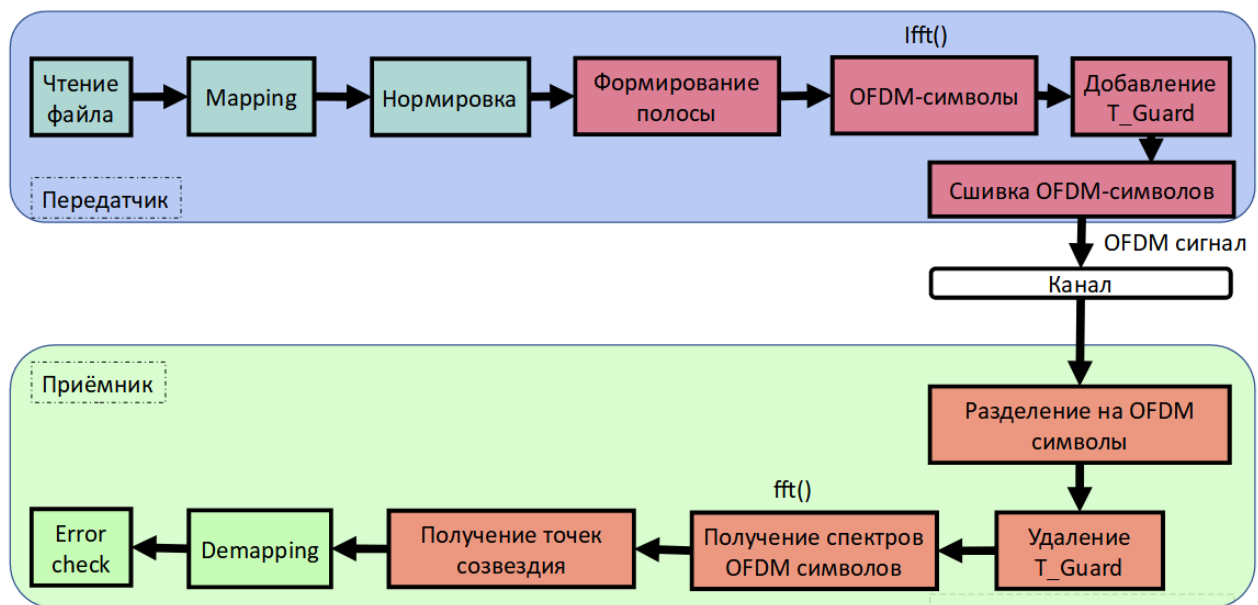 Ifft()
Чтение
файла
Mapping
Нормировка
Формирование
полосы
OFDM-символы
Добавление
T_Guard
Передатчик
Сшивка OFDM-символов
OFDM сигнал
Канал
Приёмник
Разделение на OFDM
символы
fft()
Error
check
Demapping
Получение точек
созвездия
Получение спектров
OFDM символов
Удаление
T_Guard